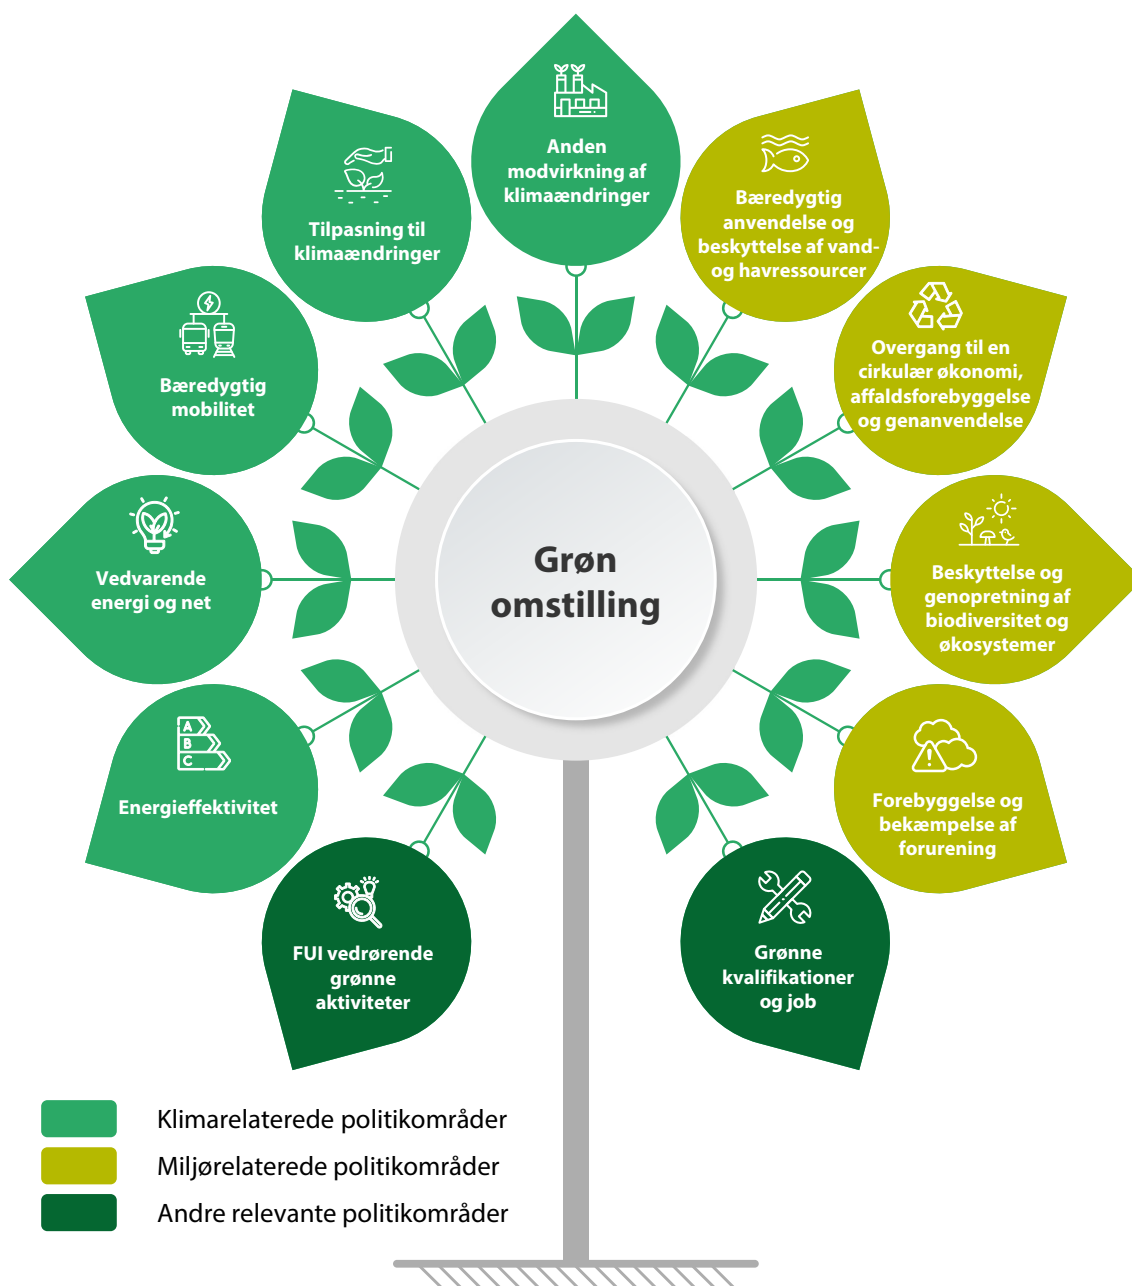 Anden
modvirkning af
klimaændringer
Bæredygtig
anvendelse og
beskyttelse af vand-
og havressourcer
Overgang til en
cirkulær økonomi,
affaldsforebyggelse
og genanvendelse
Beskyttelse og
genopretning af
biodiversitet og
økosystemer
Forebyggelse og
bekæmpelse af
forurening
Grønne
kvalifikationer
og job
FUI vedrørende
grønne
aktiviteter
A
B
C
Energieffektivitet
Vedvarende
energi og net
Bæredygtig
mobilitet
Tilpasning til
klimaændringer
Grøn
omstilling
Klimarelaterede politikområder
Miljørelaterede politikområder
Andre relevante politikområder